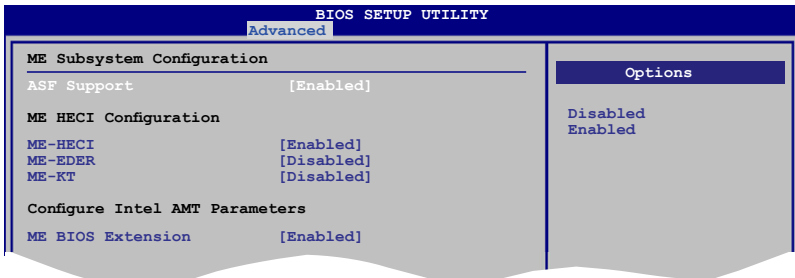 BIOS SETUP UTILITY
Advanced
ME Subsystem Configuration
ASF Support [Enabled]
ME HECI Configuration
ME-HECI [Enabled]
ME-EDER [Disabled]
ME-KT [Disabled]
Configure Intel AMT Parameters
ME BIOS Extension [Enabled]
Options
Disabled
Enabled